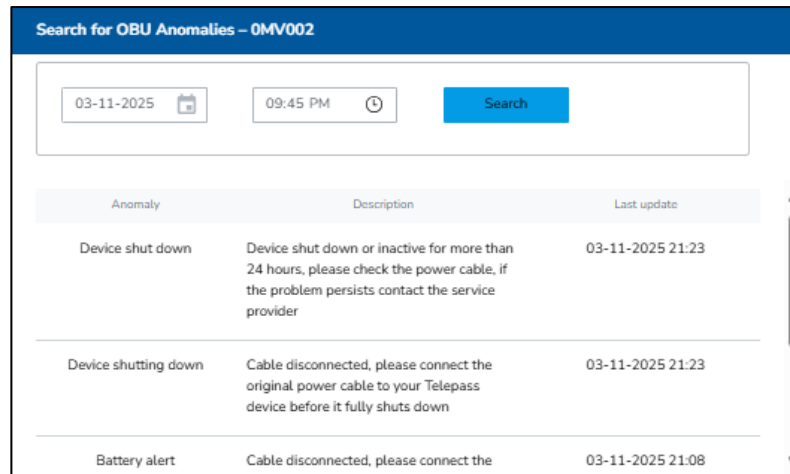 Search for OBU Anomalies – 0MV002
03-11-2025 09:45 PM Search
Anomaly Description Last update
Device shut down Device shut down or inactive for more than 03-11-2025 21:23
24 hours, please check the power cable, if
the problem persists contact the service
provider
Device shutting down Cable disconnected, please connect the 03-11-2025 21:23
original power cable to your Telepass
device before it fully shuts down
Battery alert Cable disconnected, please connect the 03-11-2025 21:08